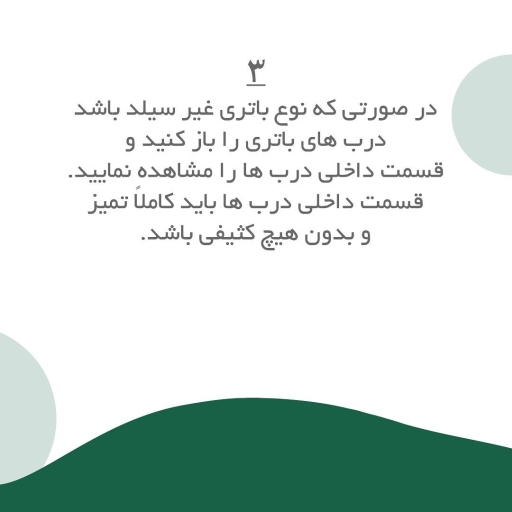 ۳
در صورتی که نوع باتری غیر سیلد باشد
درب های باتری را باز کنید و
قسمت داخلی درب ها را مشاهده نمایید.
قسمت داخلی درب ها باید کاملاً تمیز
و بدون هیچ کثیفی باشد.